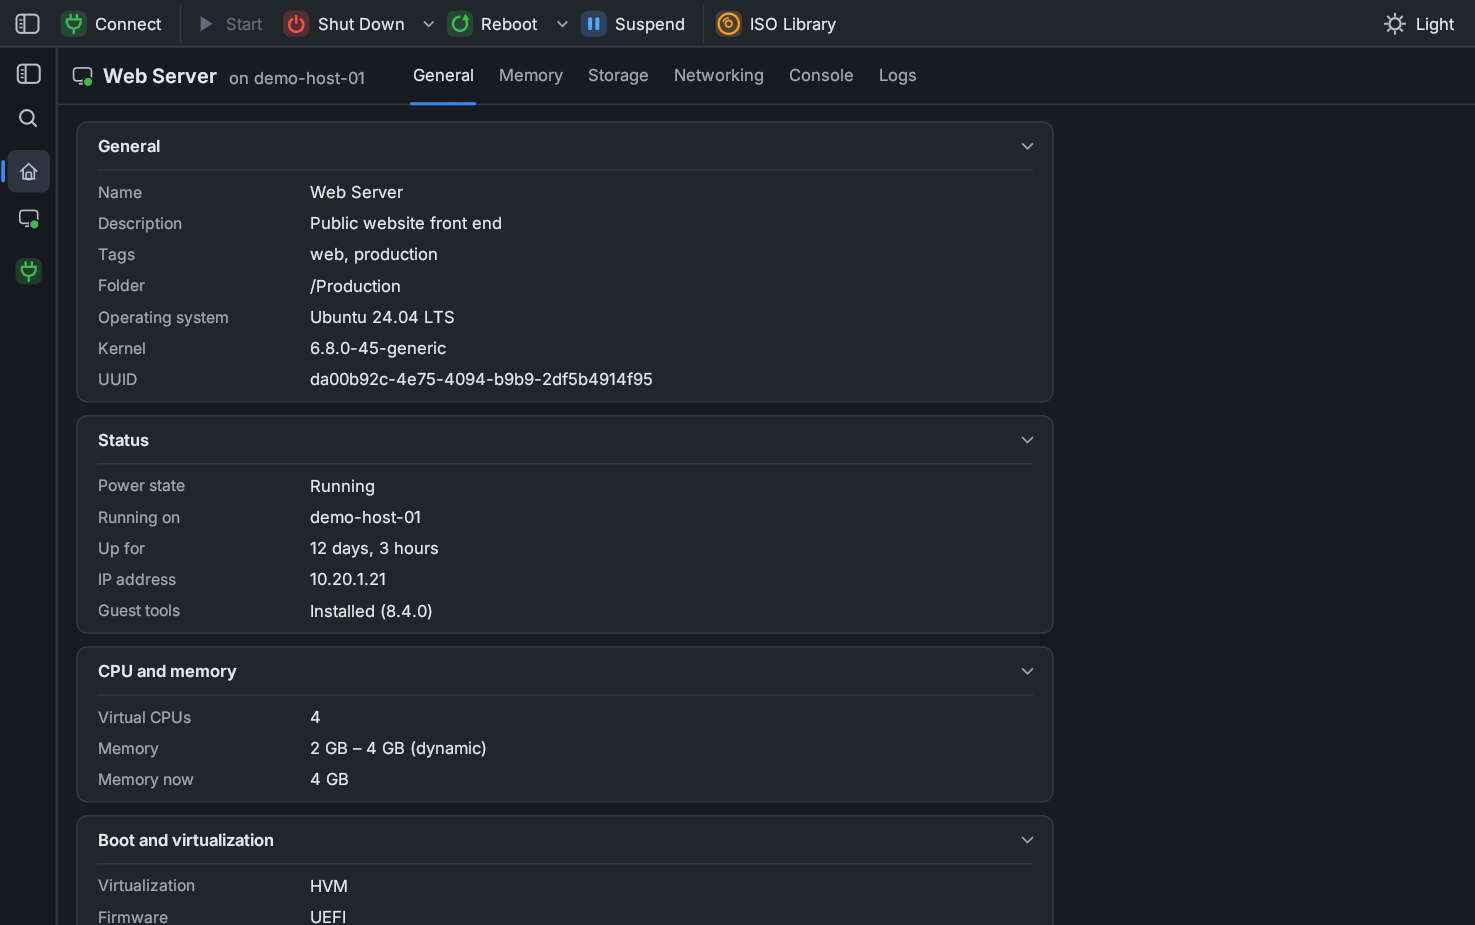 Connect Start Shut Down Reboot Suspend ISO Library Light
Web Server on demo-host-01 General Memory Storage Networking Console Logs
General
Name Web Server
Description Public website front end
Tags web, production
Folder /Production
Operating system Ubuntu 24.04 LTS
Kernel 6.8.0-45-generic
UUID da00b92c-4e75-4094-b9b9-2df5b4914f95
Status
Power state Running
Running on demo-host-01
Up for 12 days, 3 hours
IP address 10.20.1.21
Guest tools Installed (8.4.0)
CPU and memory
Virtual CPUs 4
Memory 2 GB – 4 GB (dynamic)
Memory now 4 GB
Boot and virtualization
Virtualization HVM
Firmware UEFI